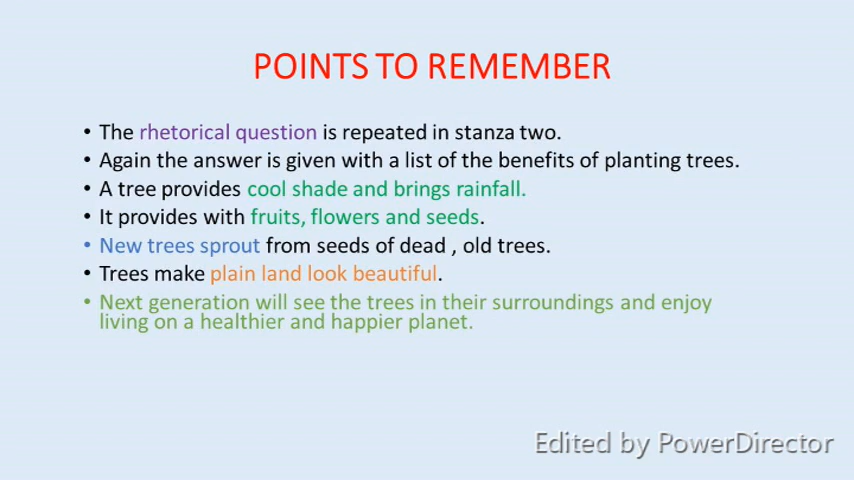 POINTS TO REMEMBER
• The rhetorical question is repeated in stanza two.
• Again the answer is given with a list of the benefits of planting trees.
• A tree provides cool shade and brings rainfall.
• It provides with fruits, flowers and seeds.
• New trees sprout from seeds of dead , old trees.
• Trees make plain land look beautiful.
• Next generation will see the trees in their surroundings and enjoy
living on a healthier and happier planet.
Edited by PowerDirector